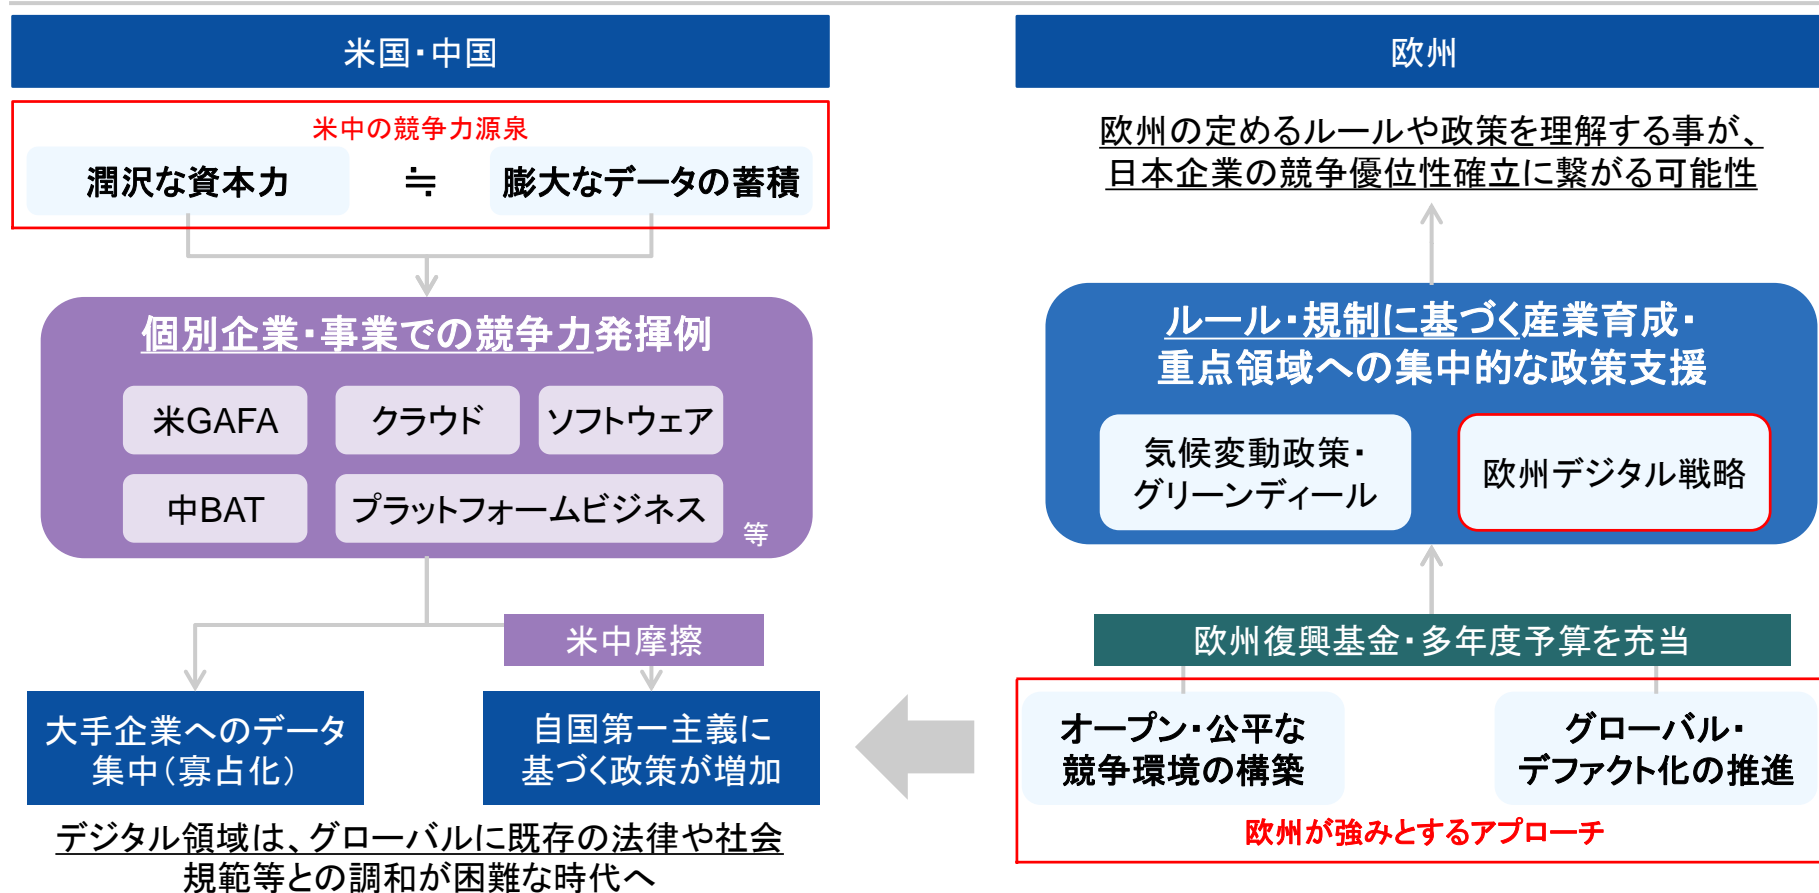 米国・中国
米中の競争力源泉
潤沢な資本力
≒
膨大なデータの蓄積
個別企業・事業での競争力発揮例
米GAFA
クラウド
ソフトウェア
中BAT
プラットフォームビジネス
等
米中摩擦
大手企業へのデータ
集中（寡占化）
自国第一主義に
基づく政策が増加
デジタル領域は、グローバルに既存の法律や社会
規範等との調和が困難な時代へ
欧州
欧州の定めるルールや政策を理解する事が、
日本企業の競争優位性確立に繋がる可能性
ルール・規制に基づく産業育成・
重点領域への集中的な政策支援
気候変動政策・
グリーンディール
欧州デジタル戦略
欧州復興基金・多年度予算を充当
オープン・公平な
競争環境の構築
グローバル・
デファクト化の推進
欧州が強みとするアプローチ